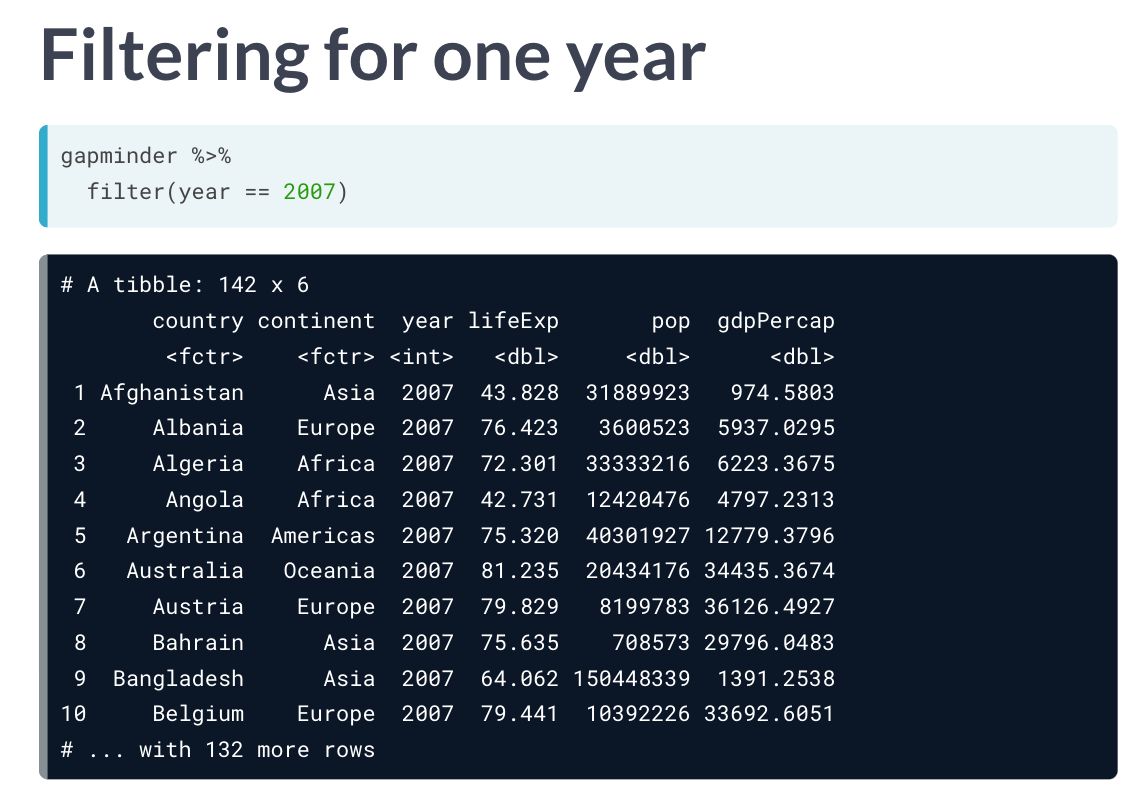 Filtering for one year
gapminder %>%
  filter(year == 2007)
# A tibble: 142 x 6
       country continent  year lifeExp       pop  gdpPercap
        <fctr>    <fctr> <int>   <dbl>     <dbl>      <dbl>
 1 Afghanistan      Asia  2007  43.828  31889923   974.5803
 2     Albania    Europe  2007  76.423   3600523  5937.0295
 3     Algeria    Africa  2007  72.301  33333216  6223.3675
 4      Angola    Africa  2007  42.731  12420476  4797.2313
 5   Argentina  Americas  2007  75.320  40301927 12779.3796
 6   Australia   Oceania  2007  81.235  20434176 34435.3674
 7     Austria    Europe  2007  79.829   8199783 36126.4927
 8     Bahrain      Asia  2007  75.635    708573 29796.0483
 9  Bangladesh      Asia  2007  64.062 150448339  1391.2538
10     Belgium    Europe  2007  79.441  10392226 33692.6051
# ... with 132 more rows